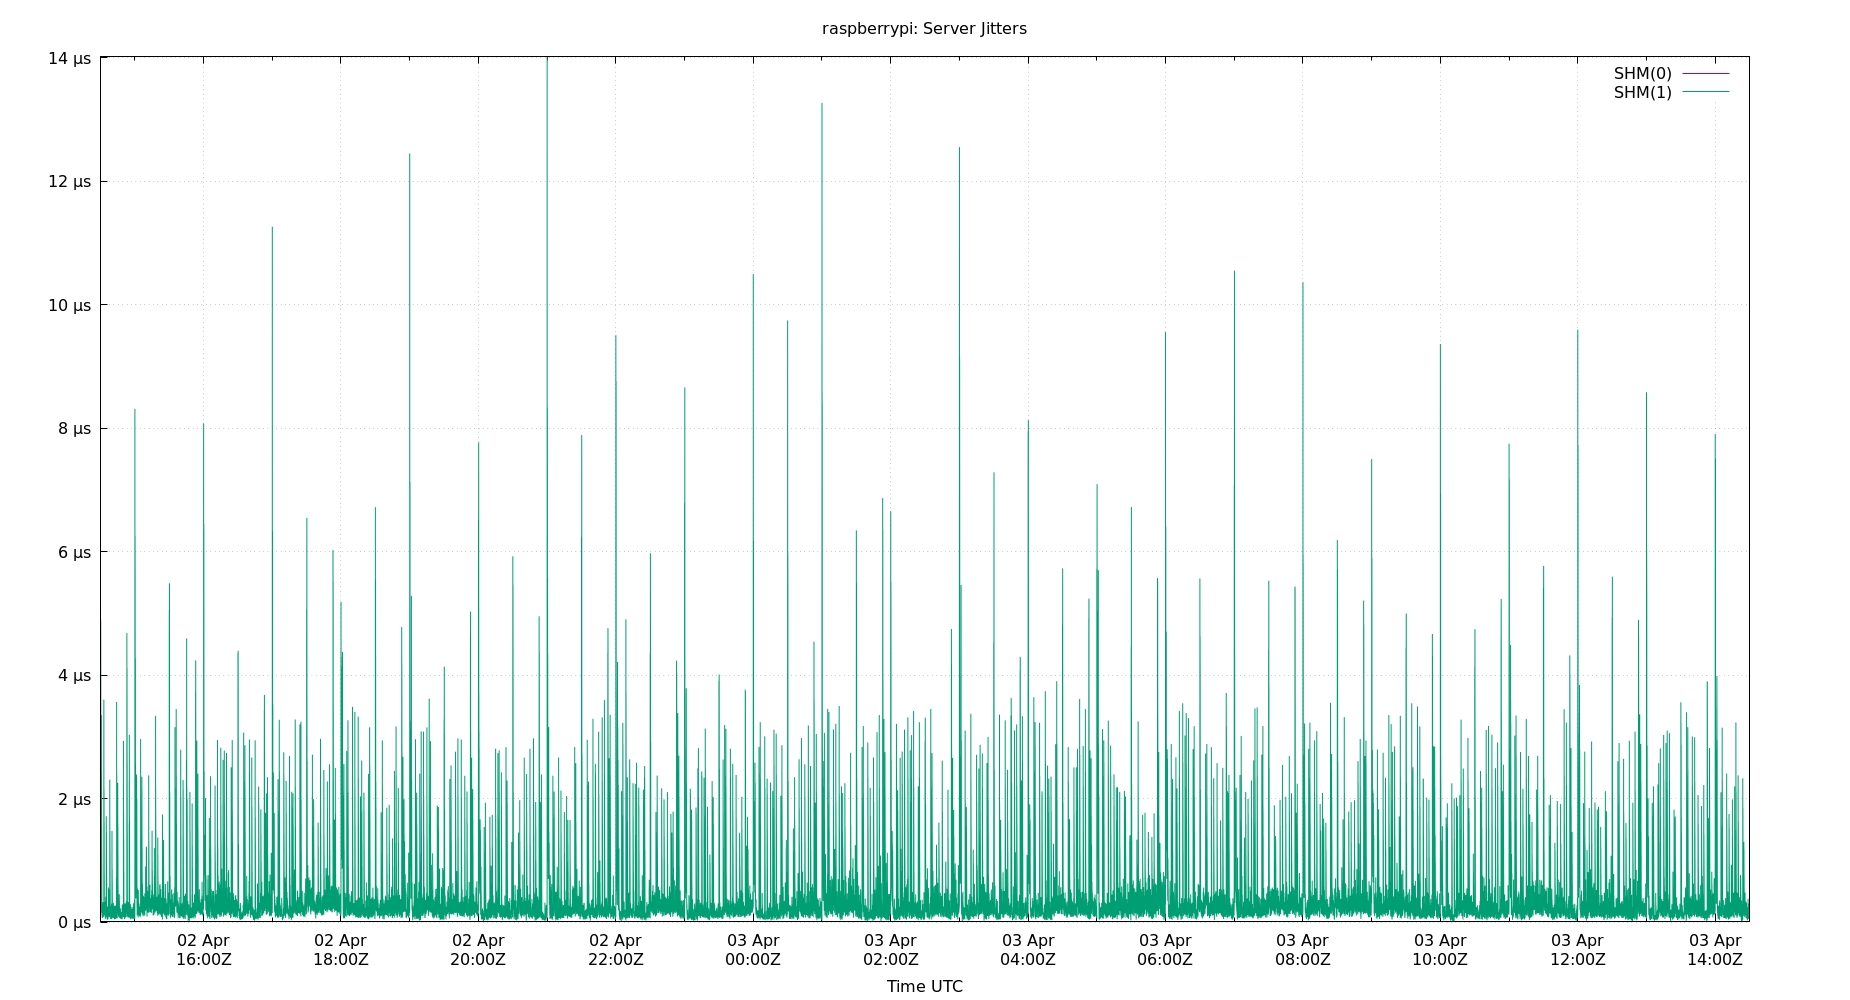 raspberrypi: Server Jitters
14 µs
12 µs
10 µs
8 µs
6 µs
4 µs
2 µs
0 µs
SHM(0)
SHM(1)
02 Apr
16:00Z
02 Apr
18:00Z
02 Apr
20:00Z
02 Apr
22:00Z
03 Apr
00:00Z
03 Apr
02:00Z
03 Apr
04:00Z
03 Apr
06:00Z
03 Apr
08:00Z
03 Apr
10:00Z
03 Apr
12:00Z
03 Apr
14:00Z
Time UTC